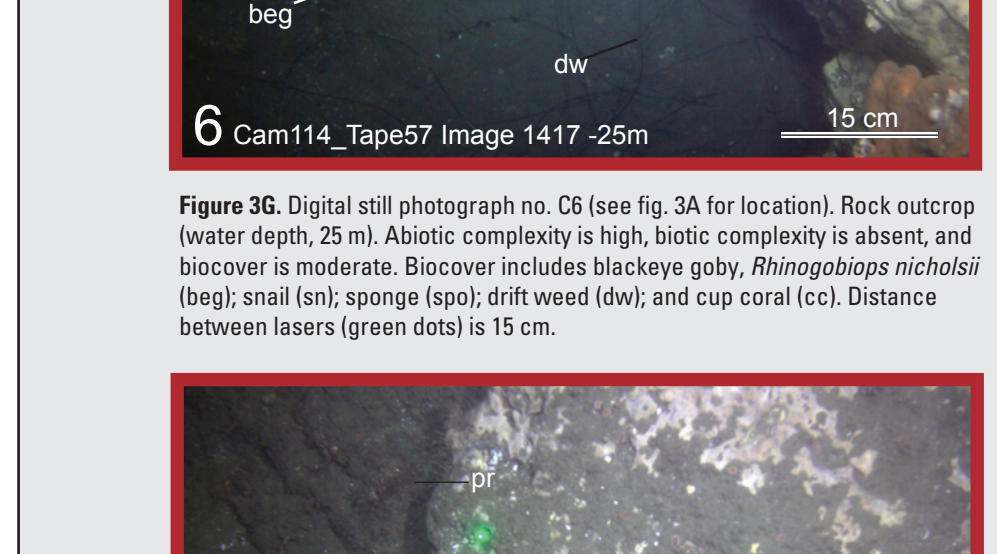 beg
dw
15 cm
6 Cam114_Tape57 Image 1417 -25m
Figure 3G. Digital still photograph no. C6 (see fig. 3A for location). Rock outcrop
(water depth, 25 m). Abiotic complexity is high, biotic complexity is absent, and
biocover is moderate. Biocover includes blackeye goby, Rhinogobiops nicholsii
(beg); snail (sn); sponge (spo); drift weed (dw); and cup coral (cc). Distance
between lasers (green dots) is 15 cm.
pr